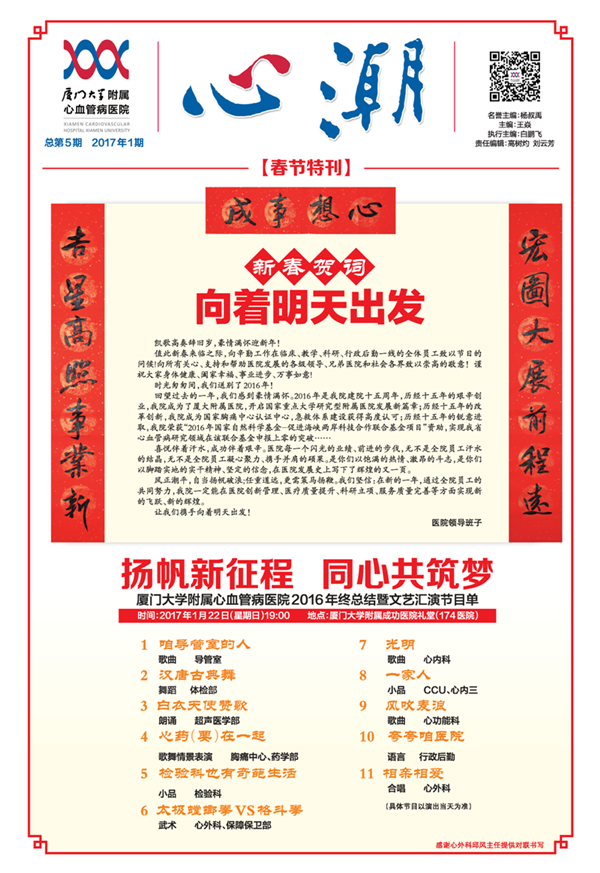 厦门大学附属
心血管病医院
XIAMEN CARDIOVASCULAR
HOSPITAL XIAMEN UNIVERSITY
总第5期 2017年1期
心潮
名誉主编:杨叔禹
主编:王焱
执行主编:白鹏飞
责任编辑:高树灼 刘云芳
【春节特刊】
成事想心
吉星高照事业新
宏图大展前程远
新春贺词
向着明天出发
凯歌高奏辞旧岁,豪情满怀迎新年!
值此新春来临之际,向辛勤工作在临床、教学、科研、行政后勤一线的全体员工致以节日的
问候!向所有关心、支持和帮助医院发展的各级领导、兄弟医院和社会各界致以崇高的敬意!谨
祝大家身体健康、阖家幸福、事业进步、万事如意!
时光匆匆间,我们送别了2016年!
回望过去的一年,我们感到豪情满怀。2016年是我院建院十五周年,历经十五年的艰辛创
业,我院成为了厦大附属医院,开启国家重点大学研究型附属医院发展新篇章;历经十五年的改
革创新,我院成为国家胸痛中心认证中心,急救体系建设获得高度认可;历经十五年的锐意进
取,我院荣获“2016年国家自然科学基金—促进海峡两岸科技合作联合基金项目”资助,实现我省
心血管病研究领域在该联合基金申报上零的突破……
喜悦伴着汗水,成功伴着艰辛。医院每一个闪光的业绩、前进的步伐,无不是全院员工汗水
的结晶,无不是全院员工凝心聚力、携手并肩的硕果。是你们以饱满的热情、激昂的斗志,是你们
以脚踏实地的实干精神、坚定的信念,在医院发展史上写下了辉煌的又一页。
风正潮平,自当扬帆破浪;任重道远,更需策马扬鞭。我们坚信:在新的一年,通过全院员工的
共同努力,我院一定能在医院创新管理、医疗质量提升、科研立项、服务质量完善等方面实现新
的飞跃、新的辉煌。
让我们携手向着明天出发!
医院领导班子
扬帆新征程 同心共筑梦
厦门大学附属心血管病医院2016年终总结暨文艺汇演节目单
时间:2017年1月22日(星期日)19:00 地点:厦门大学附属成功医院礼堂(174医院)
1 咱导管室的人
歌曲 导管室
2 汉唐古典舞
舞蹈 体检部
3 白衣天使赞歌
朗诵 超声医学部
4 心药(要)在一起
歌舞情景表演 胸痛中心、药学部
5 检验科也有奇葩生活
小品 检验科
6 太极螳螂拳VS格斗拳
武术 心外科、保障保卫部
7 光明
歌曲 心内科
8 一家人
小品 CCU、心内三
9 风吹麦浪
歌曲 心功能科
10 夸夸咱医院
语言 行政后勤
11 相亲相爱
合唱 心外科
(具体节目以演出当天为准)
感谢心外科邱风主任提供对联书写